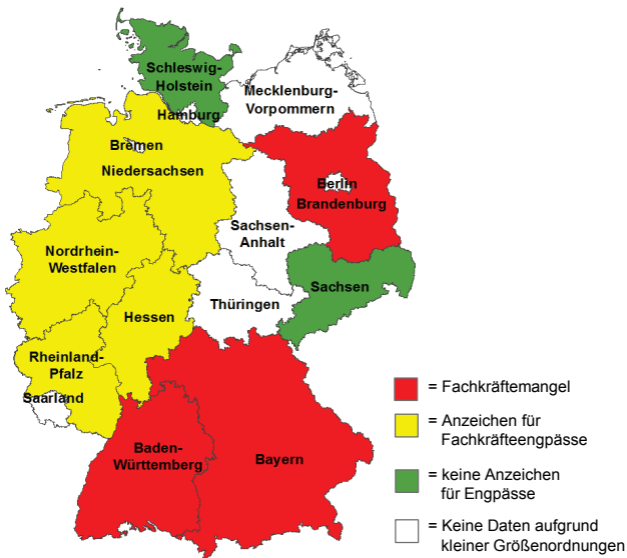 Schleswig-
Holstein
Mecklenburg-
Vorpommern
Hamburg
Bremen
Niedersachsen
Berlin
Brandenburg
Sachsen-
Anhalt
Nordrhein-
Westfalen
Sachsen
Thüringen
Hessen
Rheinland-
Pfalz
Saarland
Baden-
Württemberg
Bayern
= Fachkräftemangel
= Anzeichen für
Fachkräfteengpässe
= keine Anzeichen
für Engpässe
= Keine Daten aufgrund
kleiner Größenordnungen